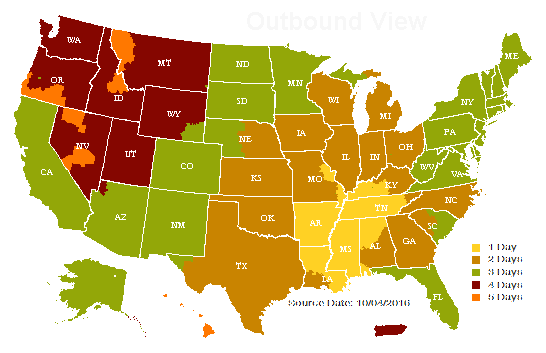 Outbound View
WA
MT
ND
MN
ME
OR
ID
WY
SD
WI
MI
NY
NV
UT
NE
IA
IL
IN
OH
PA
CA
CO
KS
MO
KY
WV
VA
AZ
NM
OK
AR
TN
NC
TX
LA
MS
AL
GA
SC
FL
1 Day
2 Days
3 Days
4 Days
5 Days
Source Date: 10/04/2016